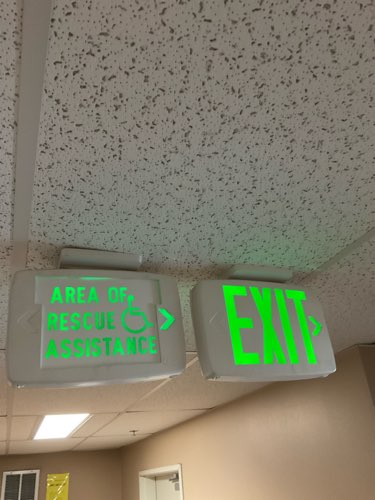 AREA OF
RESCUE
ASSISTANCE
EXIT